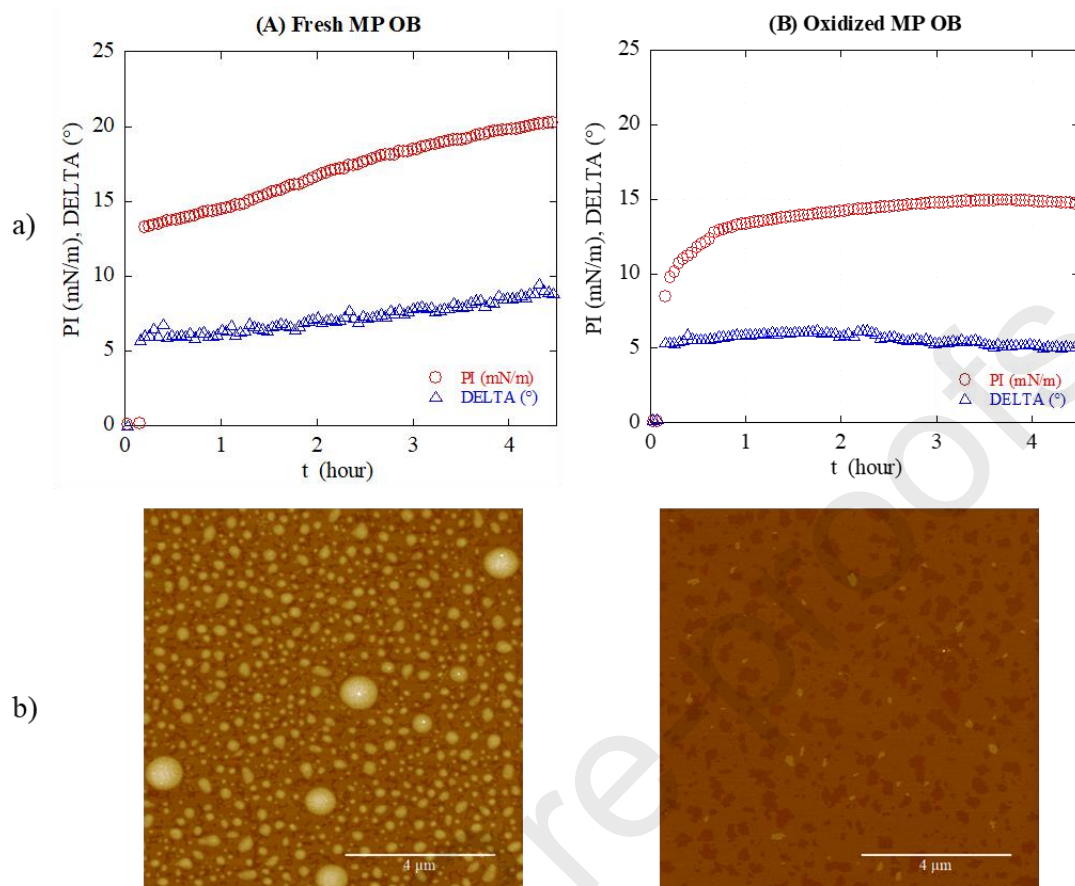 (A) Fresh MP OB
(B) Oxidized MP OB
a)
PI (mN/m), DELTA (°)
25
20
15
10
5
0
PI (mN/m)
DELTA (°)
0 1 2 3 4
t (hour)
PI (mN/m), DELTA (°)
25
20
15
10
5
0
PI (mN/m)
DELTA (°)
0 1 2 3 4
t (hour)
b)
4 μm
4 μm
re-proofs